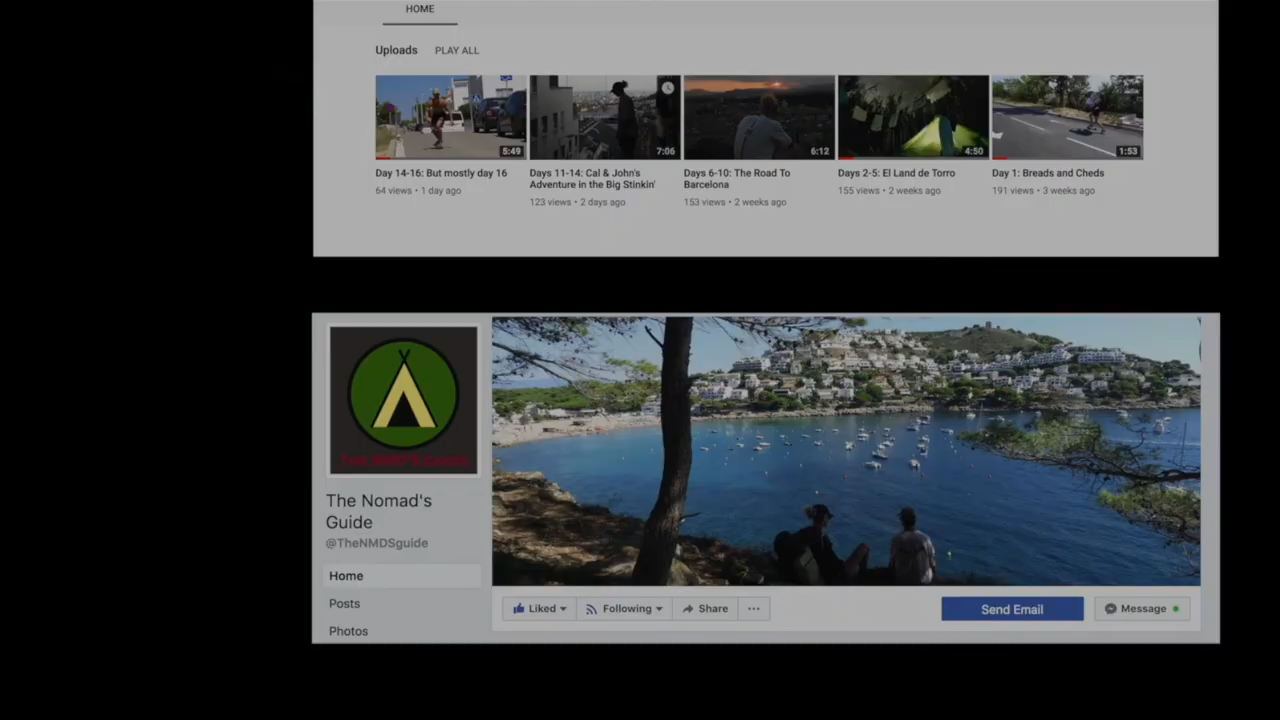 HOME
Uploads PLAY ALL
5:49 7:06 6:12 4:50 1:53
Day 14-16: But mostly day 16
64 views • 1 day ago
Days 11-14: Cal & John's
Adventure in the Big Stinkin'
123 views • 2 days ago
Days 6-10: The Road To
Barcelona
153 views • 2 weeks ago
Days 2-5: El Land de Torro
155 views • 2 weeks ago
Day 1: Breads and Cheds
191 views • 3 weeks ago
THE NMD'S GUIDE
The Nomad's
Guide
@TheNMDSguide
Home
Posts
Photos
Liked Following Share ... Send Email Message